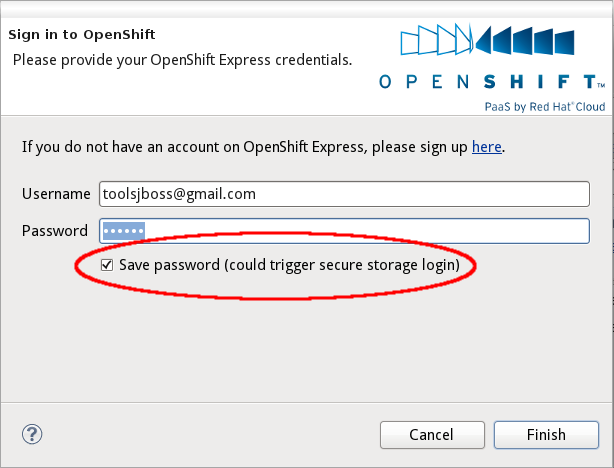 Sign in to OpenShift
Please provide your OpenShift Express credentials.
OPENSHIFT™
PaaS by Red Hat® Cloud
If you do not have an account on OpenShift Express, please sign up here.
Username toolsjboss@gmail.com
Password ••••••
Save password (could trigger secure storage login)
?
Cancel Finish